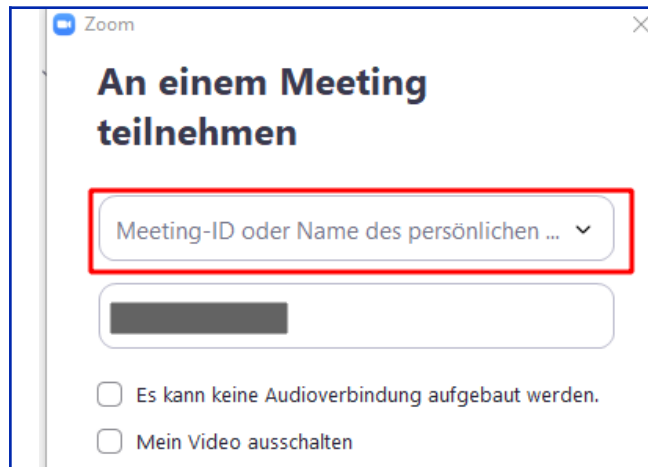 Zoom
An einem Meeting
teilnehmen
Meeting-ID oder Name des persönlichen ...
Es kann keine Audioverbindung aufgebaut werden.
Mein Video ausschalten